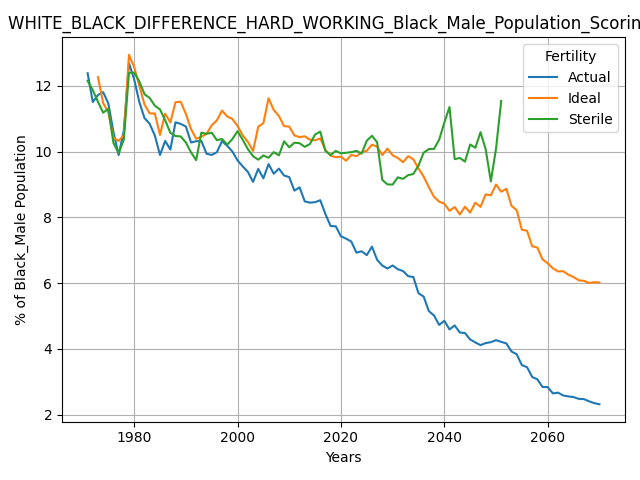 WHITE_BLACK_DIFFERENCE_HARD_WORKING_Black_Male_Population_Scorin
Fertility
Actual
Ideal
Sterile
% of Black_Male Population
12
10
8
6
4
2
1980 2000 2020 2040 2060
Years